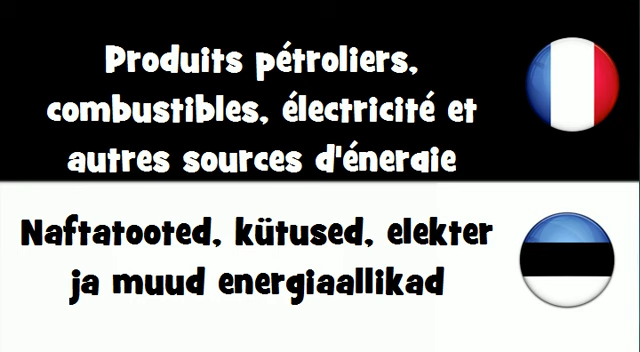 Produits pétroliers,
combustibles, électricité et
autres sources d'énergie
Naftatooted, kütused, elekter
ja muud energiaallikad